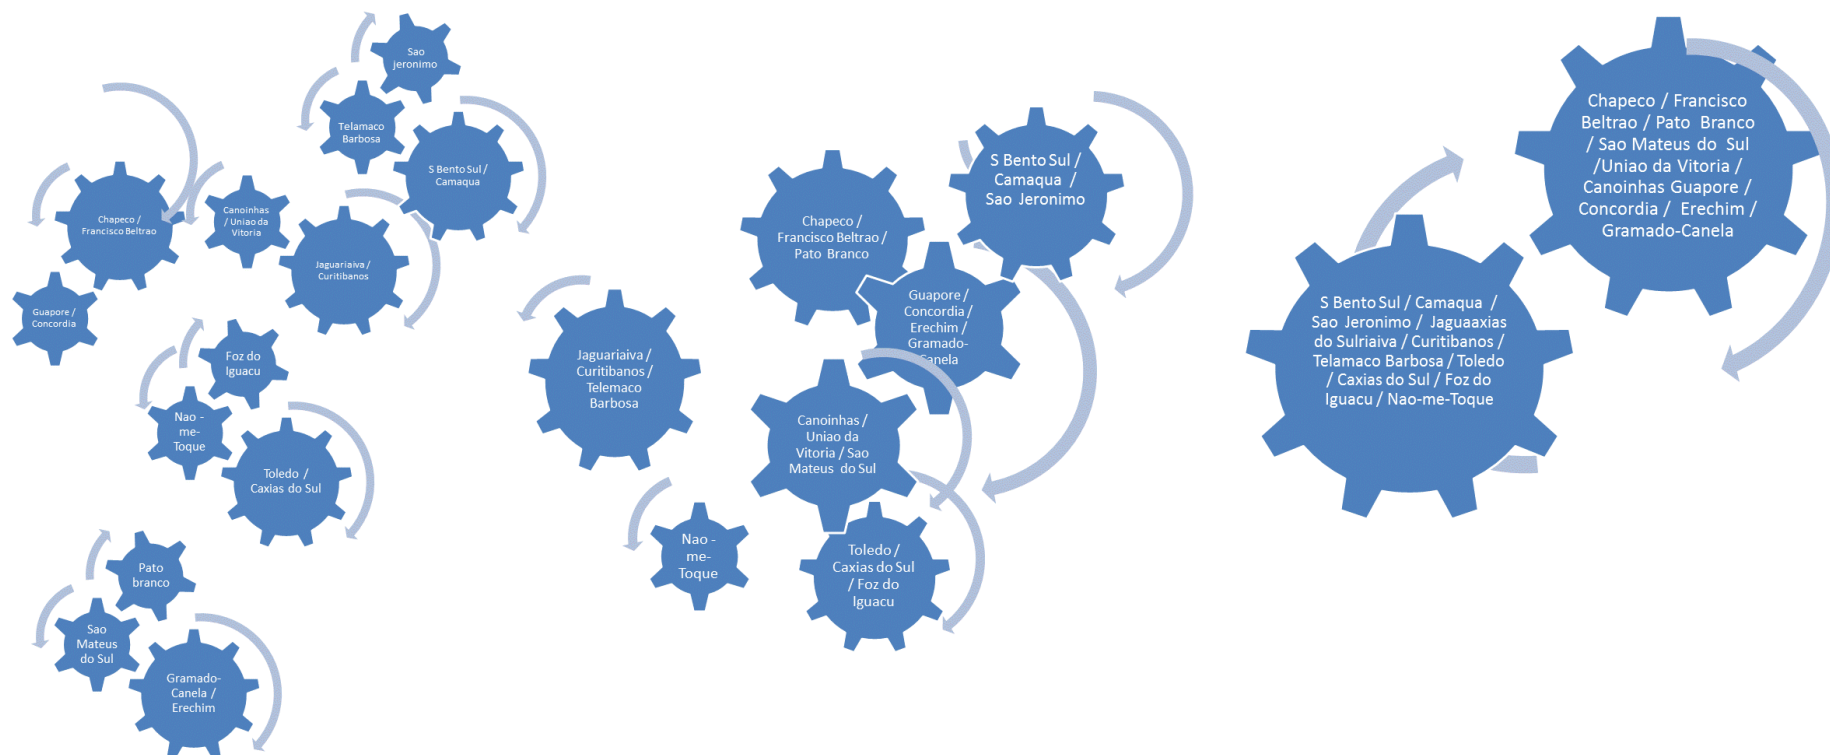 Sao
jeronimo
Telamaco
Barbosa
S Bento Sul /
Camaqua
Chapeco /
Francisco Beltrao
Canoinhas
/ Uniao da
Vitoria
Jaguariaiva /
Curitibanos
Guapore /
Concordia
Foz do
Iguacu
Nao -
me-
Toque
Toledo /
Caxias do Sul
Pato
branco
Sao
Mateus
do Sul
Gramado-
Canela /
Erechim
S Bento Sul /
Camaqua /
Sao Jeronimo
Chapeco /
Francisco Beltrao /
Pato Branco
Guapore /
Concordia /
Erechim /
Gramado-
Canela
Jaguariaiva /
Curitibanos /
Telemaco
Barbosa
Canoinhas /
Uniao da
Vitoria / Sao
Mateus do Sul
Nao -
me-
Toque
Toledo /
Caxias do Sul
/ Foz do
Iguacu
Chapeco / Francisco
Beltrao / Pato Branco
/ Sao Mateus do Sul
/Uniao da Vitoria /
Canoinhas Guapore /
Concordia / Erechim /
Gramado-Canela
S Bento Sul / Camaqua /
Sao Jeronimo / Jaguaaxias
do Sulriaiva / Curitibanos /
Telamaco Barbosa / Toledo
/ Caxias do Sul / Foz do
Iguacu / Nao-me-Toque